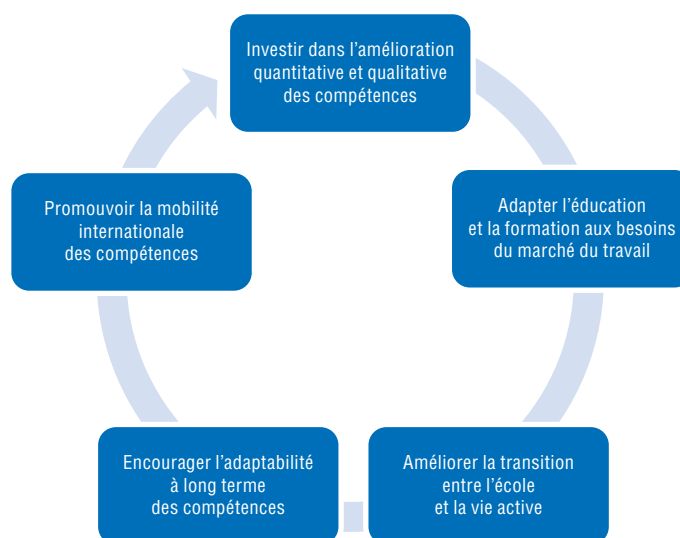 Investir dans l’amélioration
quantitative et qualitative
des compétences
Adapter l’éducation
et la formation aux besoins
du marché du travail
Améliorer la transition
entre l’école
et la vie active
Encourager l’adaptabilité
à long terme
des compétences
Promouvoir la mobilité
internationale
des compétences